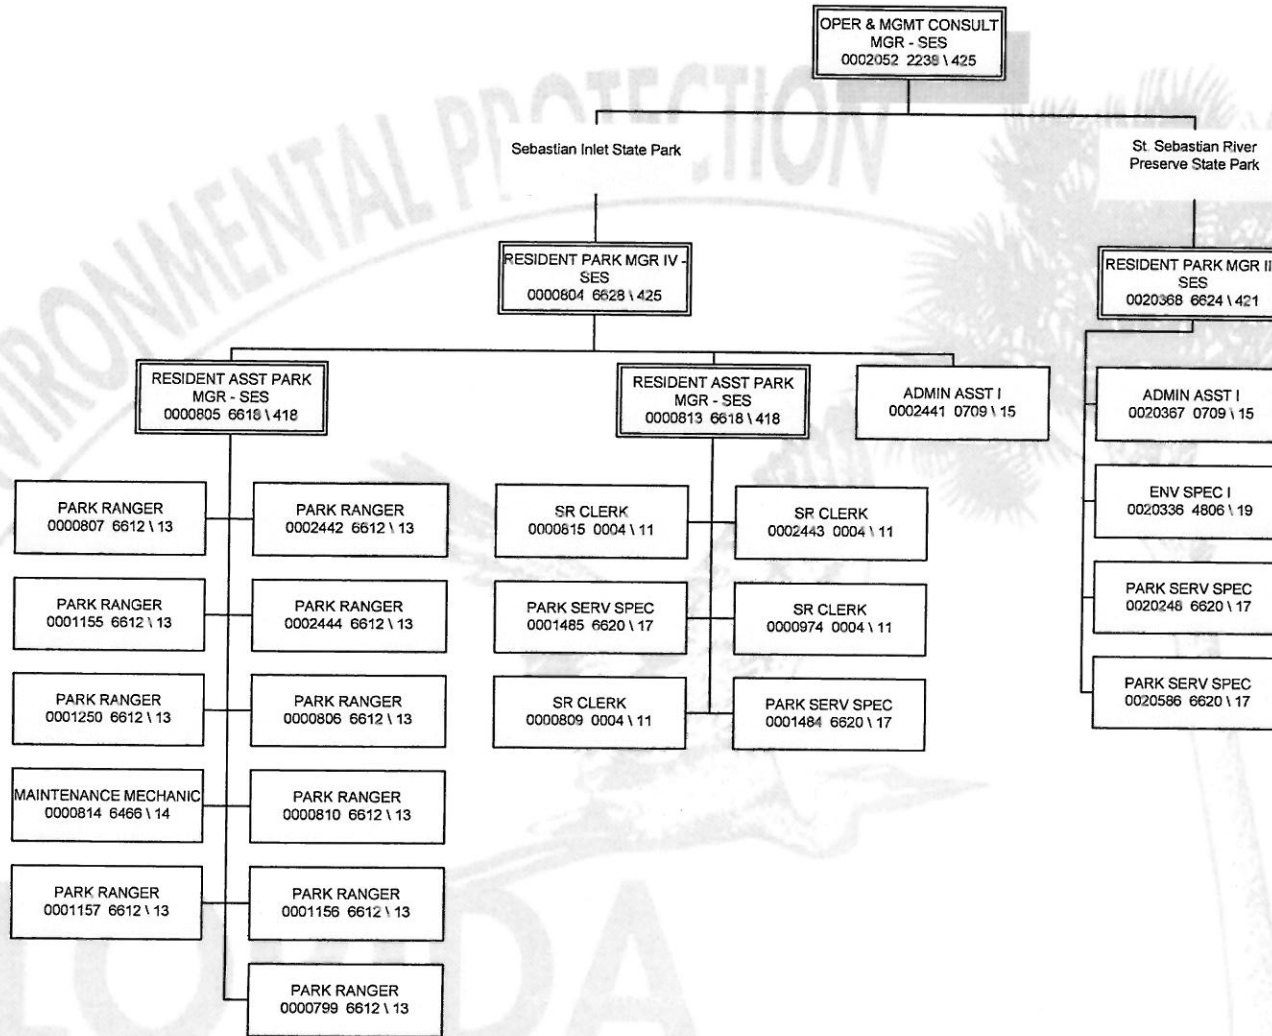 OPER & MGMT CONSULT
MGR - SES
0002052 2238 \ 425
Sebastian Inlet State Park
St. Sebastian River
Preserve State Park
RESIDENT PARK MGR IV -
SES
0000804 6628 \ 425
RESIDENT PARK MGR II
SES
0020368 6624 \ 421
RESIDENT ASST PARK
MGR - SES
0000805 6618 \ 418
RESIDENT ASST PARK
MGR - SES
0000813 6618 \ 418
ADMIN ASST I
0002441 0709 \ 15
ADMIN ASST I
0020367 0709 \ 15
PARK RANGER
0000807 6612 \ 13
PARK RANGER
0002442 6612 \ 13
SR CLERK
0000815 0004 \ 11
SR CLERK
0002443 0004 \ 11
ENV SPEC I
0020336 4806 \ 19
PARK RANGER
0001155 6612 \ 13
PARK RANGER
0002444 6612 \ 13
PARK SERV SPEC
0001485 6620 \ 17
SR CLERK
0000974 0004 \ 11
PARK SERV SPEC
0020248 6620 \ 17
PARK RANGER
0001250 6612 \ 13
PARK RANGER
0000806 6612 \ 13
SR CLERK
0000809 0004 \ 11
PARK SERV SPEC
0001484 6620 \ 17
PARK SERV SPEC
0020586 6620 \ 17
MAINTENANCE MECHANIC
0000814 6466 \ 14
PARK RANGER
0000810 6612 \ 13
PARK RANGER
0001157 6612 \ 13
PARK RANGER
0001156 6612 \ 13
PARK RANGER
0000799 6612 \ 13
VIRONMENTAL PROTECTION
LORIDA